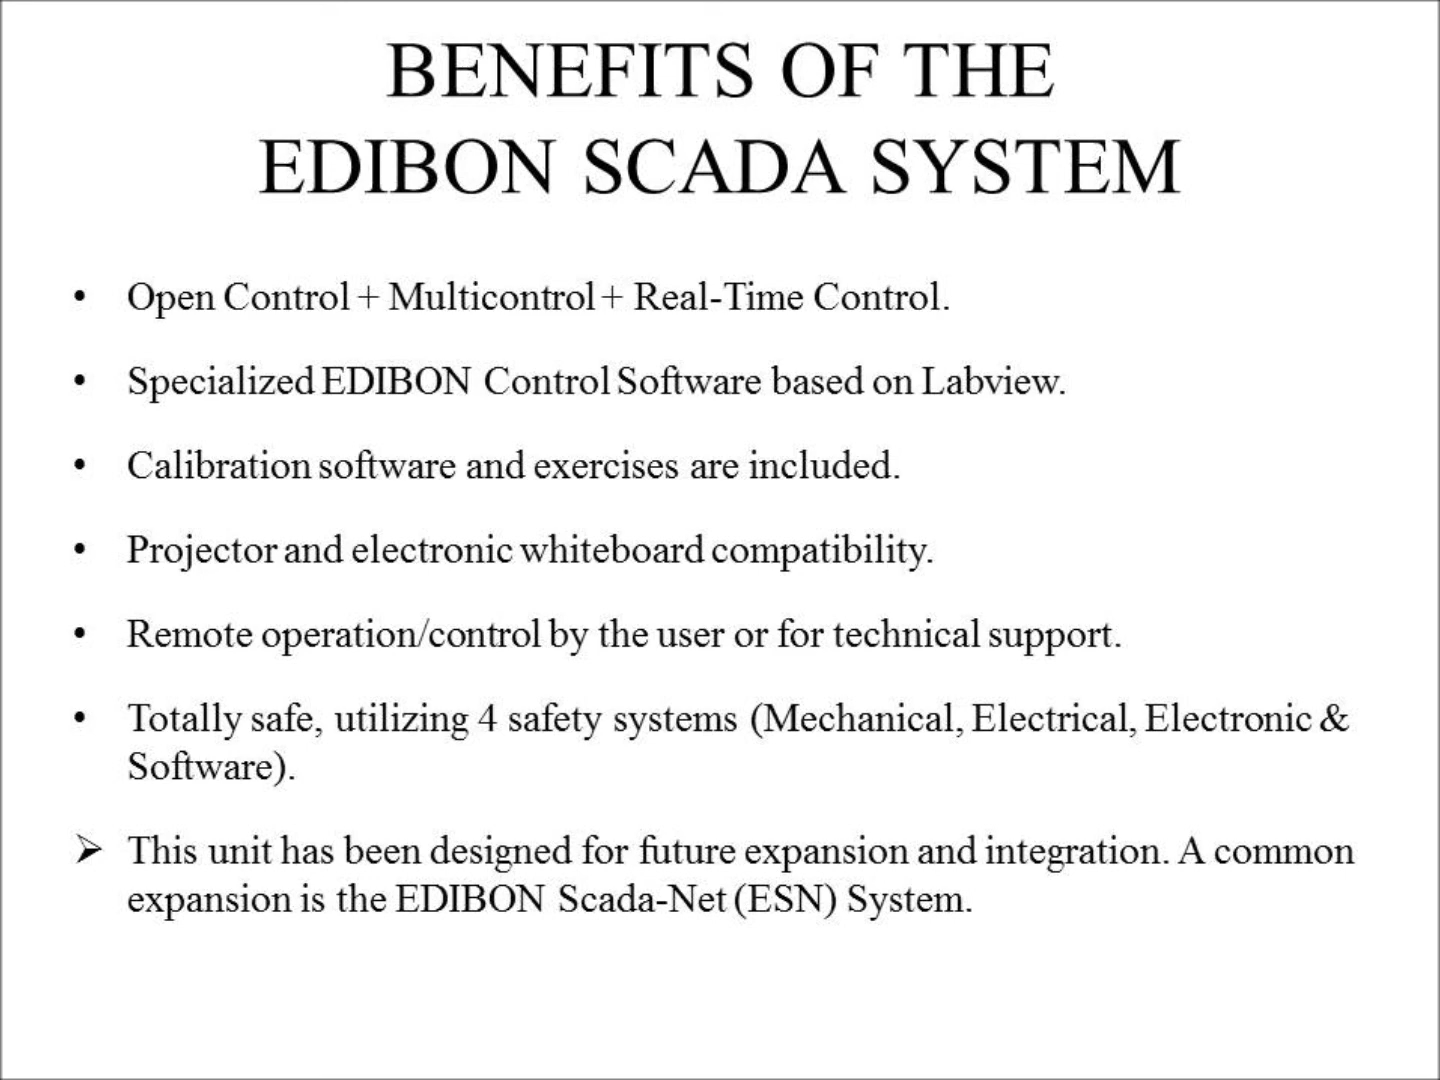 BENEFITS OF THE
EDIBON SCADA SYSTEM
• Open Control + Multicontrol + Real-Time Control.
• Specialized EDIBON Control Software based on Labview.
• Calibration software and exercises are included.
• Projector and electronic whiteboard compatibility.
• Remote operation/control by the user or for technical support.
• Totally safe, utilizing 4 safety systems (Mechanical, Electrical, Electronic &
Software).
➢ This unit has been designed for future expansion and integration. A common
expansion is the EDIBON Scada-Net (ESN) System.